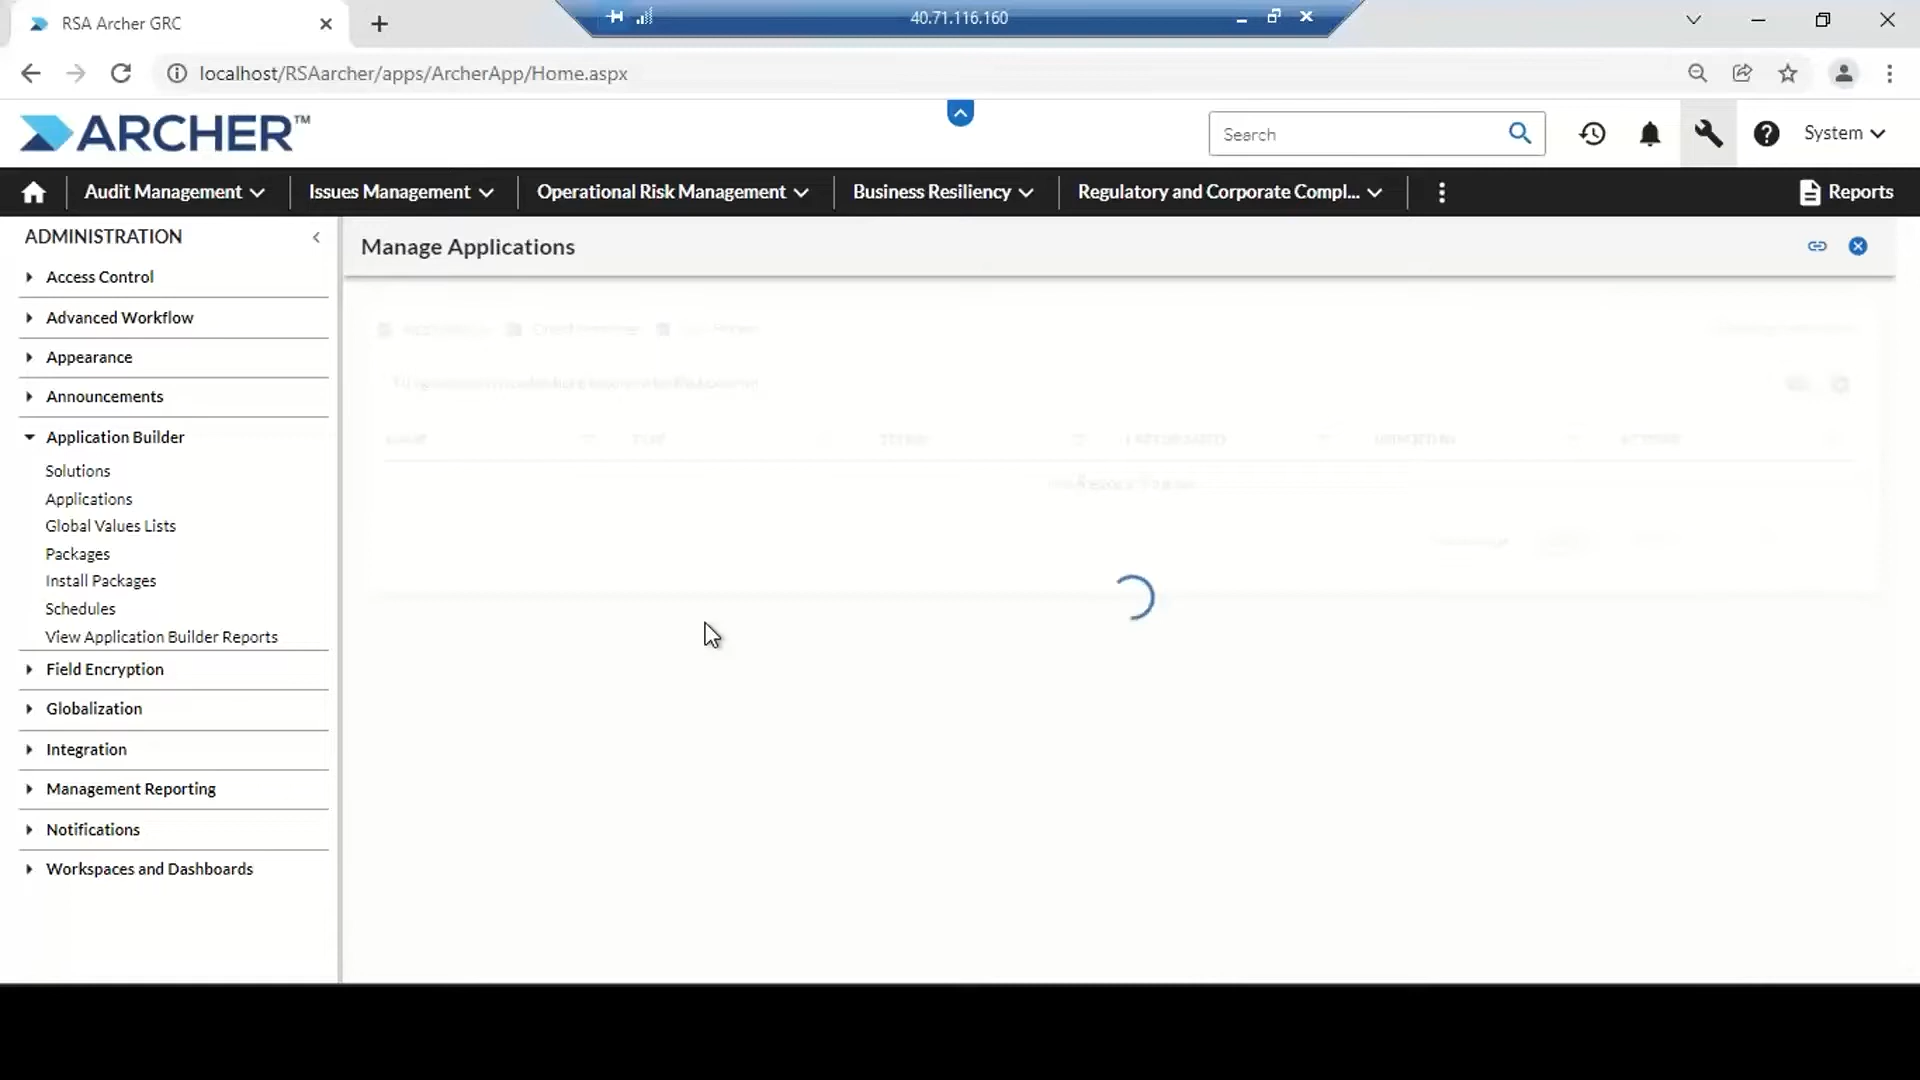 RSA Archer GRC
40.71.116.160
localhost/RSAarcher/apps/ArcherApp/Home.aspx
ARCHER™
Search
System
Audit Management
Issues Management
Operational Risk Management
Business Resiliency
Regulatory and Corporate Compl...
Reports
ADMINISTRATION
Manage Applications
Access Control
Advanced Workflow
Appearance
Announcements
Application Builder
Solutions
Applications
Global Values Lists
Packages
Install Packages
Schedules
View Application Builder Reports
Field Encryption
Globalization
Integration
Management Reporting
Notifications
Workspaces and Dashboards